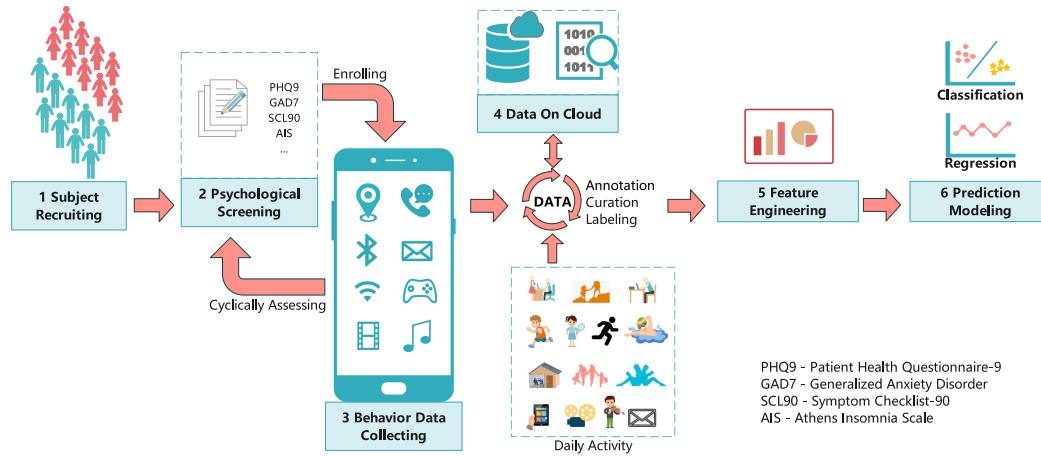 1 Subject
Recruiting
PHQ9
GAD7
SCL90
AIS
...
2 Psychological
Screening
Enrolling
Cyclically Assessing
3 Behavior Data
Collecting
1010
0010
1011
4 Data On Cloud
DATA
Annotation
Curation
Labeling
Daily Activity
5 Feature
Engineering
Classification
Regression
6 Prediction
Modeling
PHQ9 - Patient Health Questionnaire-9
GAD7 - Generalized Anxiety Disorder
SCL90 - Symptom Checklist-90
AIS - Athens Insomnia Scale